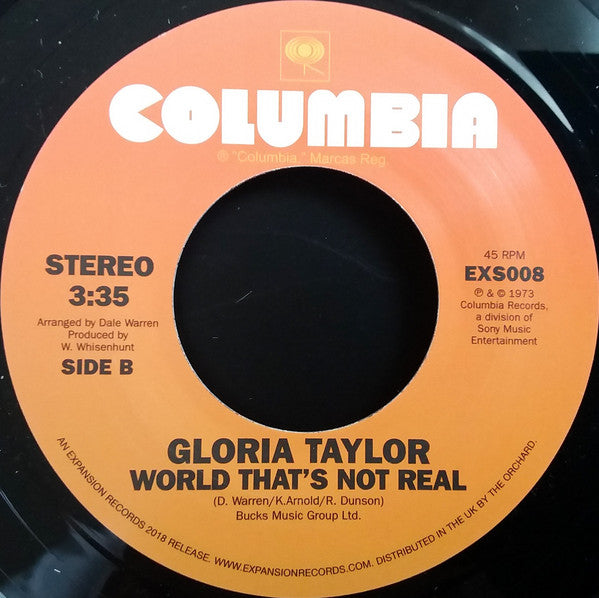 COLUMBIA
® "Columbia," Marcas Reg.
STEREO
3:35
Arranged by Dale Warren
Produced by
W. Whisenhunt
SIDE B
45 RPM
EXS008
℗ & © 1973
Columbia Records,
a division of
Sony Music
Entertainment
GLORIA TAYLOR
WORLD THAT'S NOT REAL
(D. Warren/K.Arnold/R. Dunson)
Bucks Music Group Ltd.
AN EXPANSION RECORDS 2018 RELEASE. WWW.EXPANSIONRECORDS.COM. DISTRIBUTED IN THE UK BY THE ORCHARD.